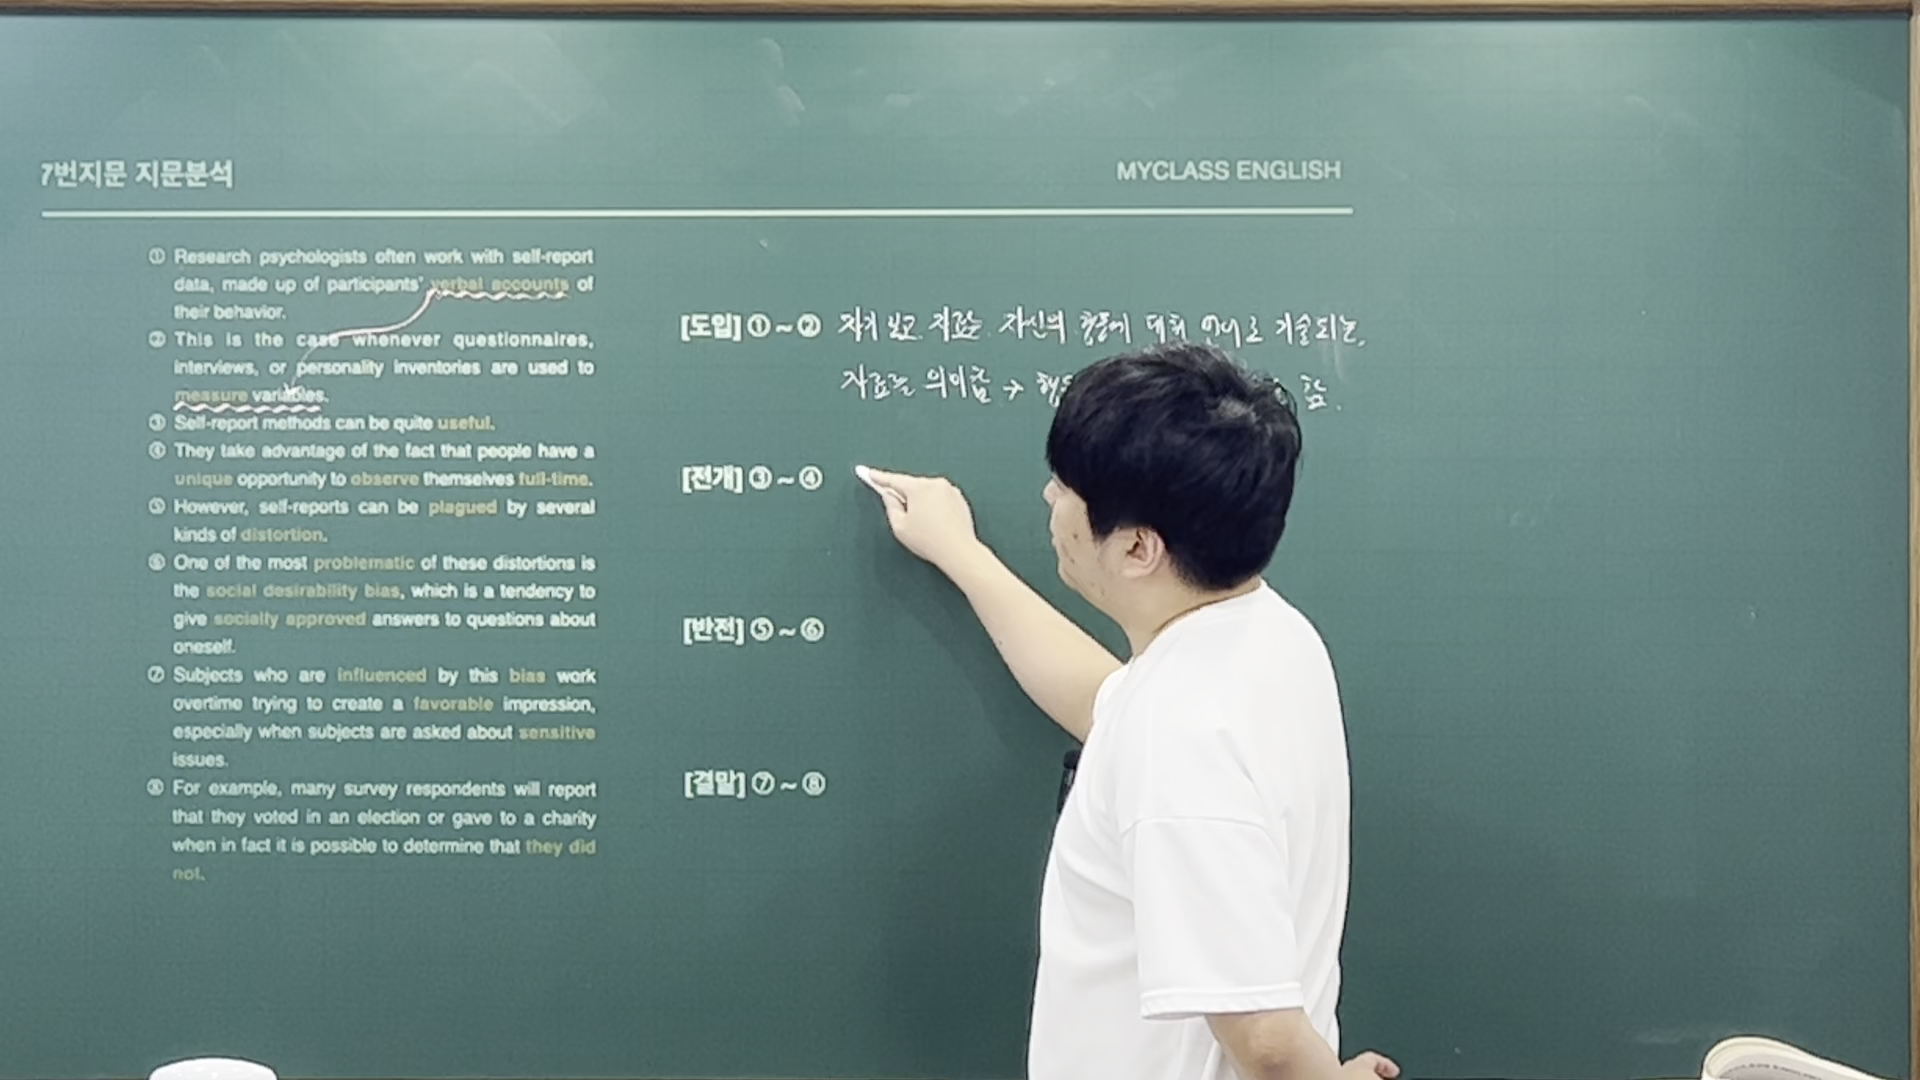 7번지문 지문분석
MYCLASS ENGLISH
① Research psychologists often work with self-report
data, made up of participants' verbal accounts of
their behavior.
② This is the case whenever questionnaires,
interviews, or personality inventories are used to
measure variables.
③ Self-report methods can be quite useful.
④ They take advantage of the fact that people have a
unique opportunity to observe themselves full-time.
⑤ However, self-reports can be plagued by several
kinds of distortion.
⑥ One of the most problematic of these distortions is
the social desirability bias, which is a tendency to
give socially approved answers to questions about
oneself.
⑦ Subjects who are influenced by this bias work
overtime trying to create a favorable impression,
especially when subjects are asked about sensitive
issues.
⑧ For example, many survey respondents will report
that they voted in an election or gave to a charity
when in fact it is possible to determine that they did
not.
[도입] ① ~ ② 자기 보고 자료는 자신의 행동에 대해 언어로 기술되는
자료를 의미함 → 함.
[전개] ③ ~ ④
[반전] ⑤ ~ ⑥
[결말] ⑦ ~ ⑧